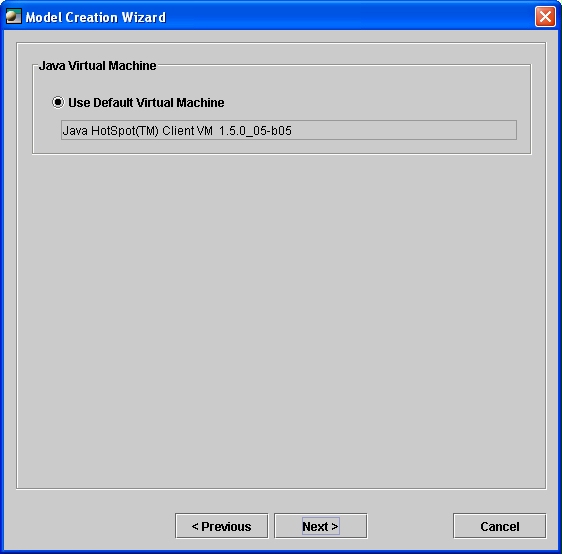 Model Creation Wizard
Java Virtual Machine
Use Default Virtual Machine
Java HotSpot(TM) Client VM  1.5.0_05-b05
< Previous
Next >
Cancel